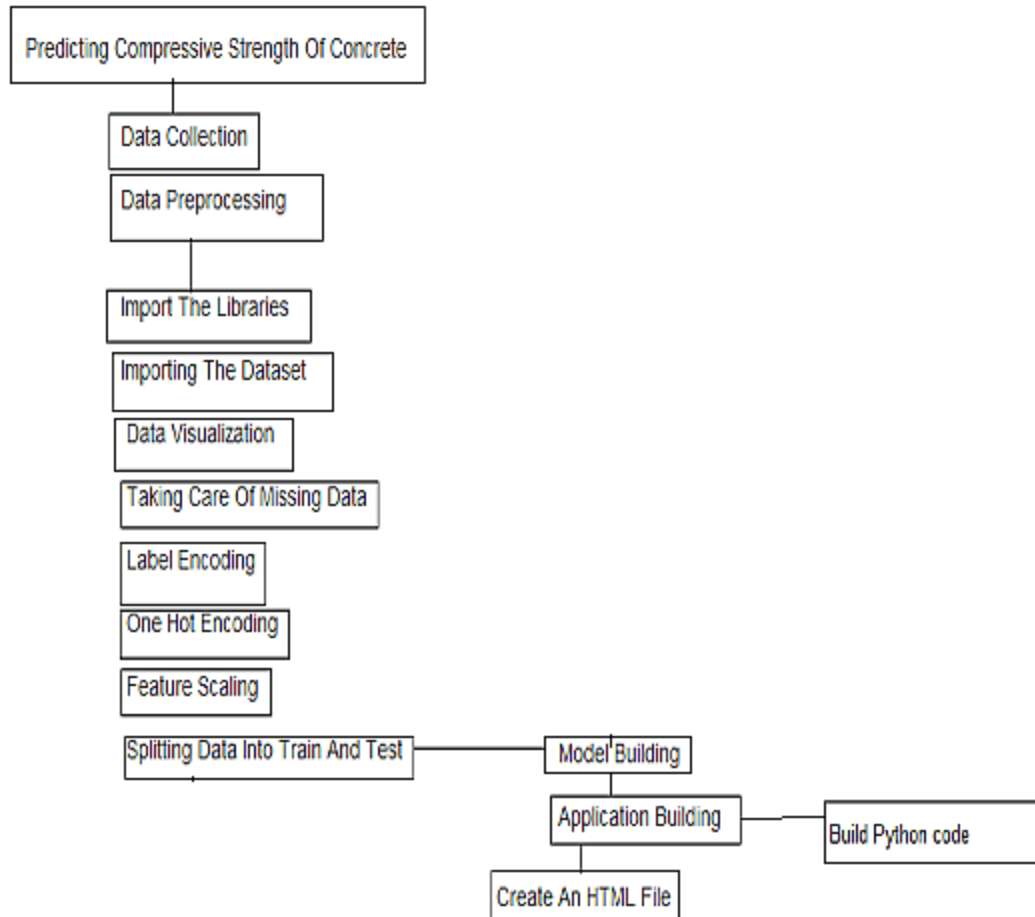 Predicting Compressive Strength Of Concrete
Data Collection
Data Preprocessing
Import The Libraries
Importing The Dataset
Data Visualization
Taking Care Of Missing Data
Label Encoding
One Hot Encoding
Feature Scaling
Splitting Data Into Train And Test
Model Building
Application Building
Build Python code
Create An HTML File